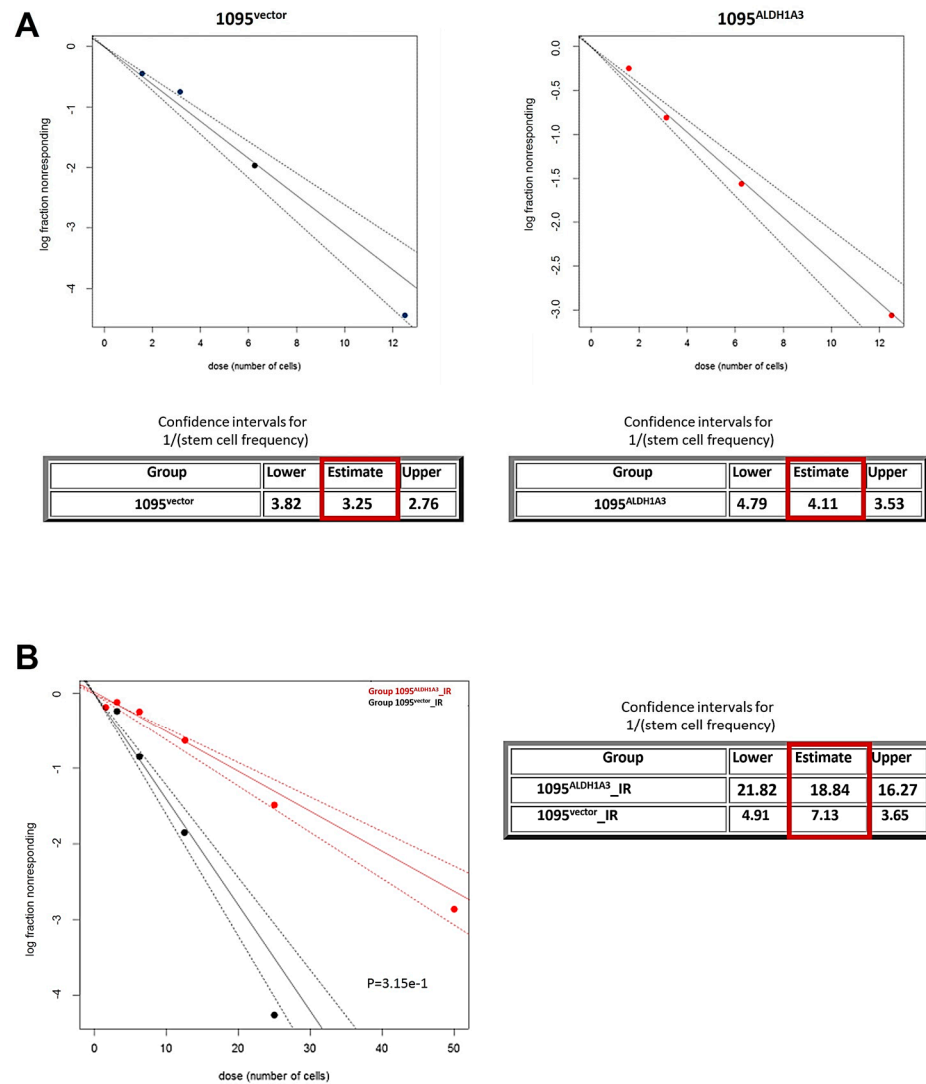 A
1095vector
1095ALDH1A3
0
-1
-2
-3
-4
log fraction nonresponding
0 2 4 6 8 10 12
dose (number of cells)
0.0
-0.5
-1.0
-1.5
-2.0
-2.5
-3.0
log fraction nonresponding
0 2 4 6 8 10 12
dose (number of cells)
Confidence intervals for
1/(stem cell frequency)
Group Lower Estimate Upper
1095vector 3.82 3.25 2.76
Confidence intervals for
1/(stem cell frequency)
Group Lower Estimate Upper
1095ALDH1A3 4.79 4.11 3.53
B
Group 1095ALDH1A3_IR
Group 1095vector_IR
0
-1
-2
-3
-4
log fraction nonresponding
P=3.15e-1
0 10 20 30 40 50
dose (number of cells)
Confidence intervals for
1/(stem cell frequency)
Group Lower Estimate Upper
1095ALDH1A3_IR 21.82 18.84 16.27
1095vector_IR 4.91 7.13 3.65